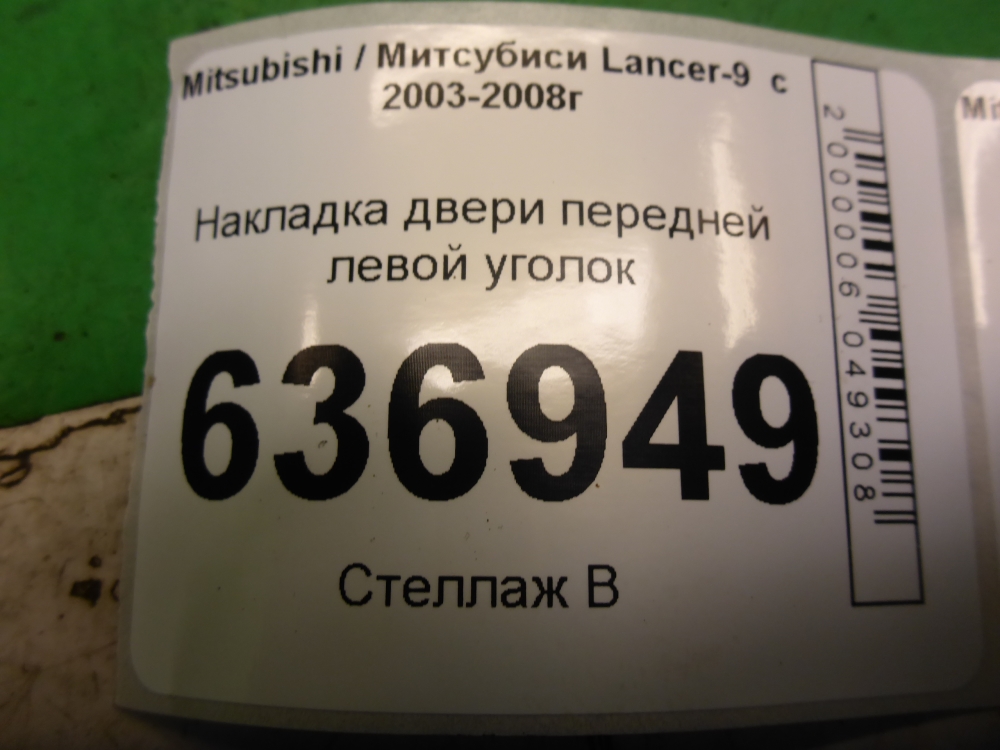 Mitsubishi / Митсубиси Lancer-9 с
2003-2008г
Накладка двери передней
левой уголок
636949
Стеллаж В
2000006049308